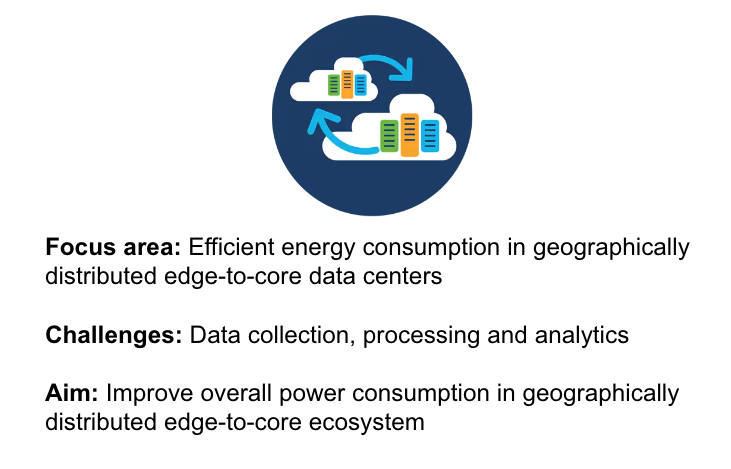 Focus area: Efficient energy consumption in geographically
distributed edge-to-core data centers
Challenges: Data collection, processing and analytics
Aim: Improve overall power consumption in geographically
distributed edge-to-core ecosystem